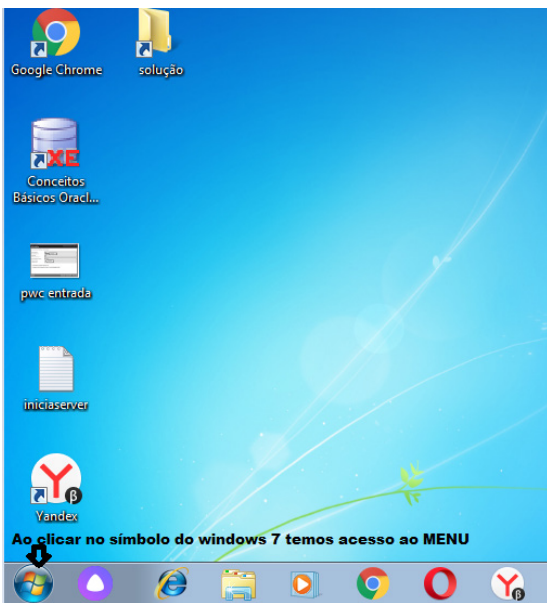 Google Chrome
solução
XE
Conceitos
Básicos Oracl...
pwc entrada
iniciaserver
β
Yandex
Ao clicar no símbolo do windows 7 temos acesso ao MENU
β